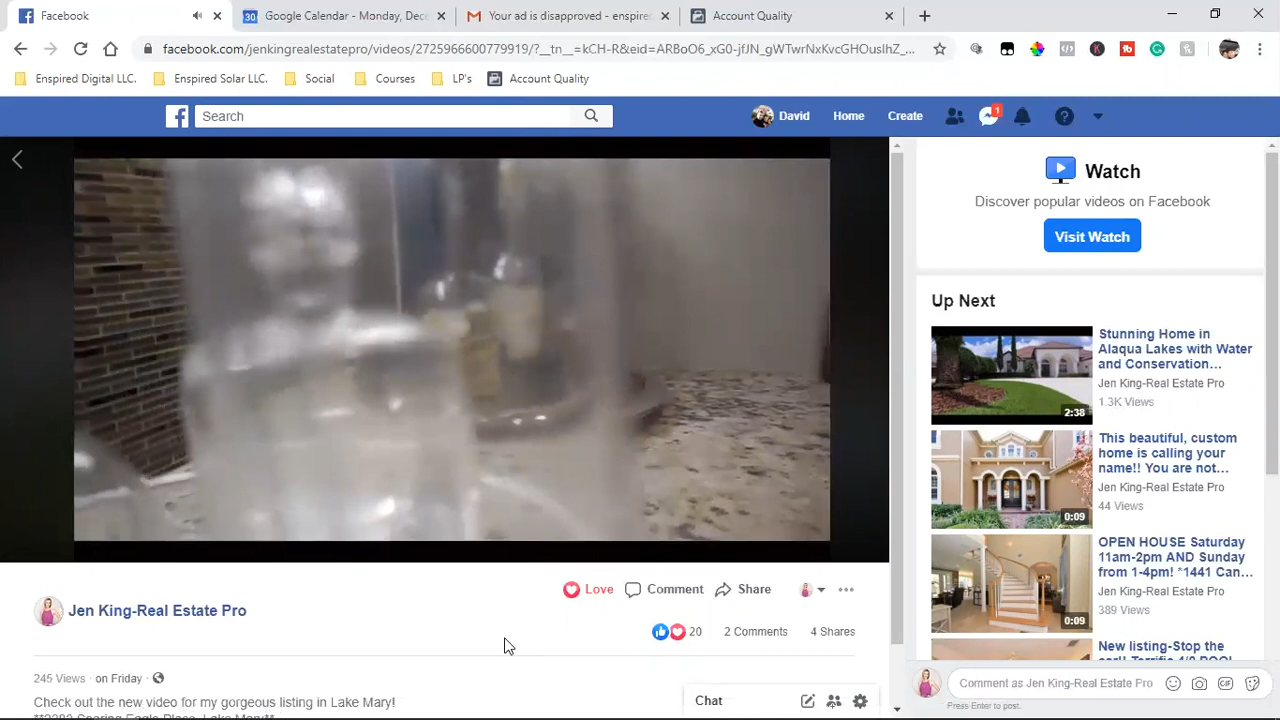 Facebook
Google Calendar - Monday, Decem
Your ad is disapproved - enspired
Account Quality
facebook.com/jenkingrealestatepro/videos/2725966600779919/?__tn__=kCH-R&eid=ARBoO6_xG0-jfJN_gWTwrNxKvcGHOusIhZ_...
Enspired Digital LLC.
Enspired Solar LLC.
Social
Courses
LP's
Account Quality
Search
David
Home
Create
1
Watch
Discover popular videos on Facebook
Visit Watch
Up Next
Stunning Home in
Alaqua Lakes with Water
and Conservation...
Jen King-Real Estate Pro
1.3K Views
2:38
This beautiful, custom
home is calling your
name!! You are not...
Jen King-Real Estate Pro
44 Views
0:09
OPEN HOUSE Saturday
11am-2pm AND Sunday
from 1-4pm! *1441 Can...
Jen King-Real Estate Pro
389 Views
0:09
New listing-Stop the
Love
Comment
Share
Jen King-Real Estate Pro
20
2 Comments
4 Shares
245 Views · on Friday ·
Check out the new video for my gorgeous listing in Lake Mary!
Chat
Comment as Jen King-Real Estate Pro
Press Enter to post.